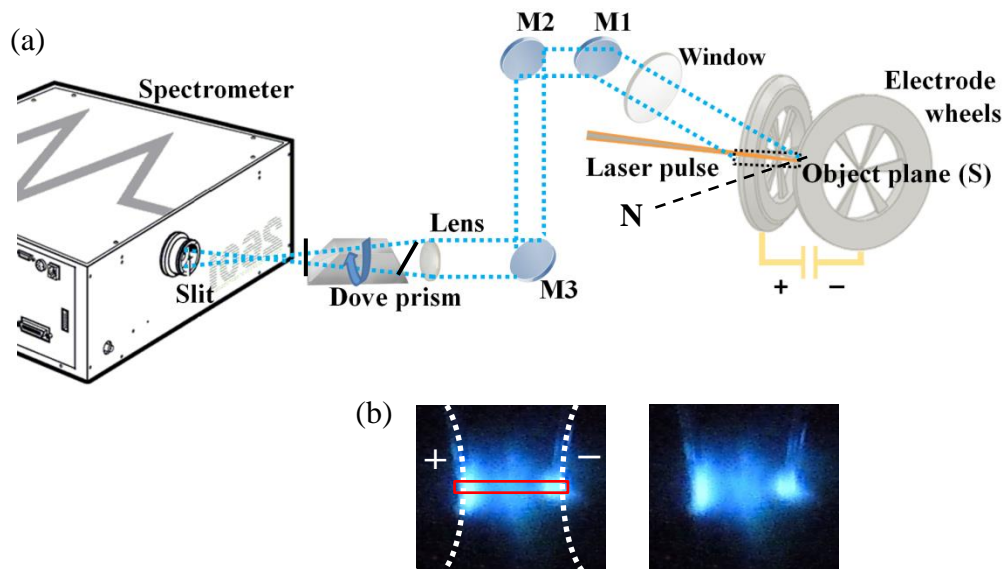 (a)
M2 M1
Window
Spectrometer
Electrode
wheels
Laser pulse
Object plane (S)
N
Lens
Slit
Dove prism
M3
+ −
(b)
+ −